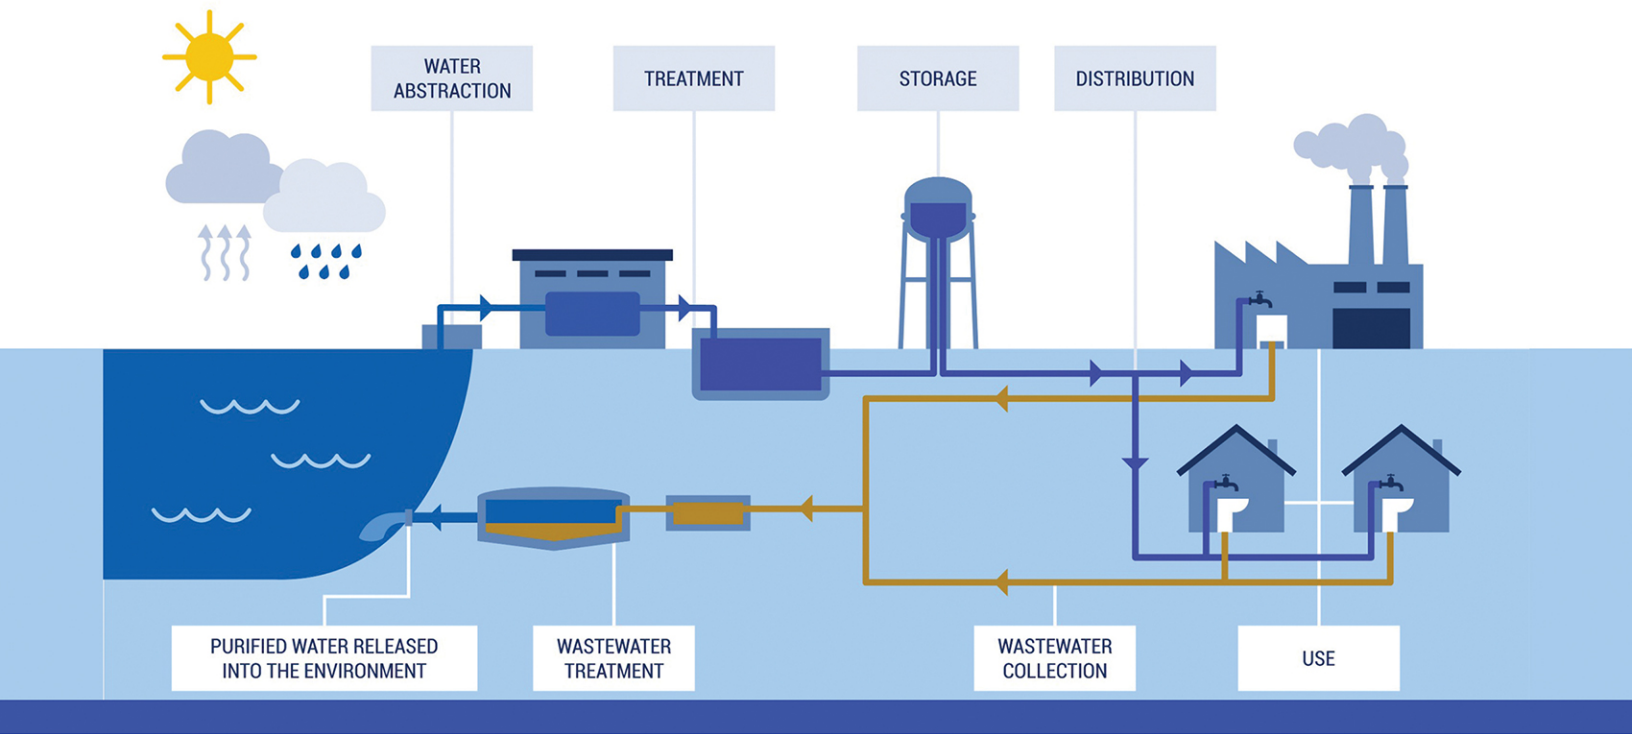 WATER
ABSTRACTION
TREATMENT
STORAGE
DISTRIBUTION
PURIFIED WATER RELEASED
INTO THE ENVIRONMENT
WASTEWATER
TREATMENT
WASTEWATER
COLLECTION
USE